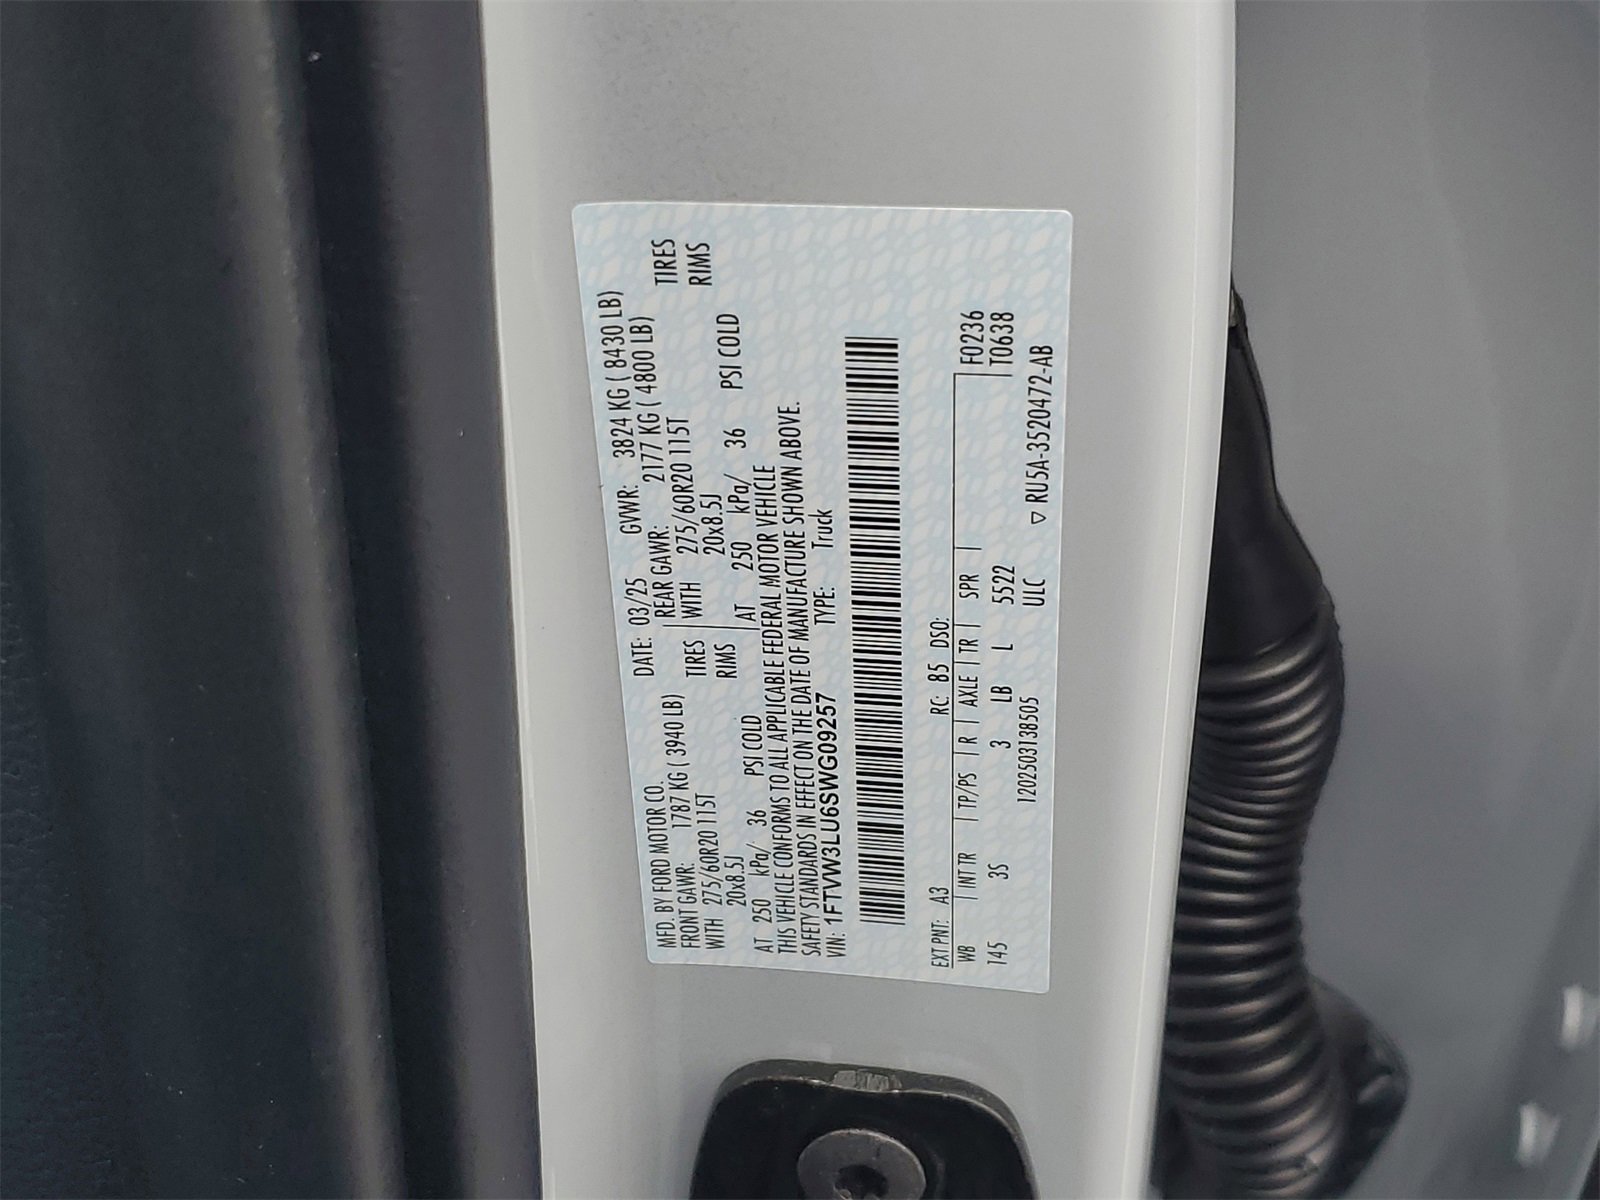 MFD. BY FORD MOTOR CO. DATE: 03/25 GVWR: 3824 KG ( 8430 LB)
FRONT GAWR: 1787 KG ( 3940 LB) REAR GAWR: 2177 KG ( 4800 LB)
WITH 275/60R20 115T TIRES WITH 275/60R20 115T TIRES
20x8.5J RIMS 20x8.5J RIMS
AT 250 kPa/ 36 PSI COLD AT 250 kPa/ 36 PSI COLD
THIS VEHICLE CONFORMS TO ALL APPLICABLE FEDERAL MOTOR VEHICLE
SAFETY STANDARDS IN EFFECT ON THE DATE OF MANUFACTURE SHOWN ABOVE.
VIN: 1FTVW3LU6SWG09257 TYPE: Truck
EXT PNT: A3 RC: 85 DSO:
WB | INT TR | TP/PS | R | AXLE | TR | SPR | F0236
145 3S 3 LB L 5522 T0638
1202503138505 ULC ▽ RU5A-3520472-AB